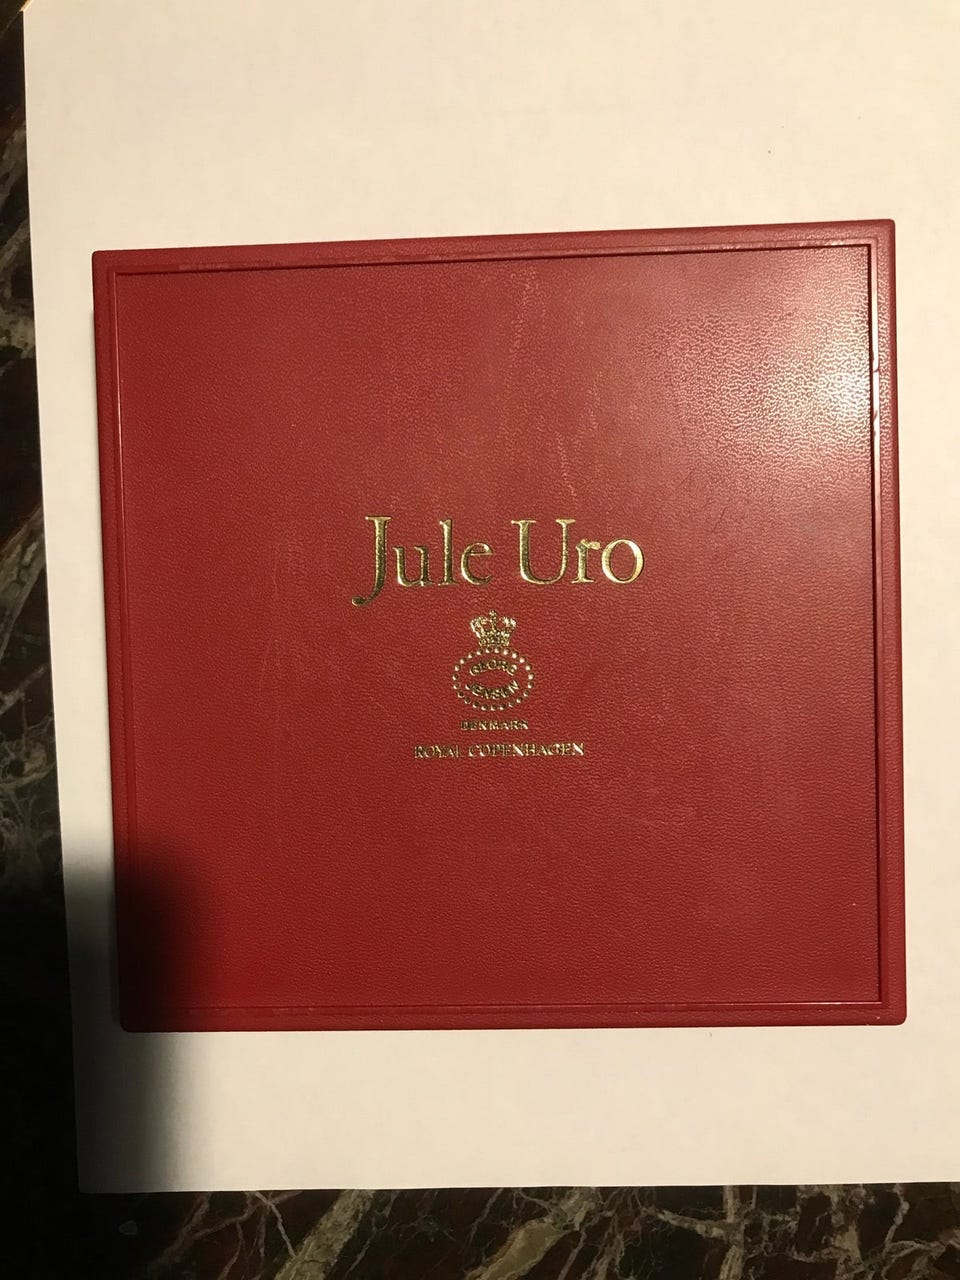 Jule Uro
GEORG
JENSEN
DENMARK
ROYAL COPENHAGEN